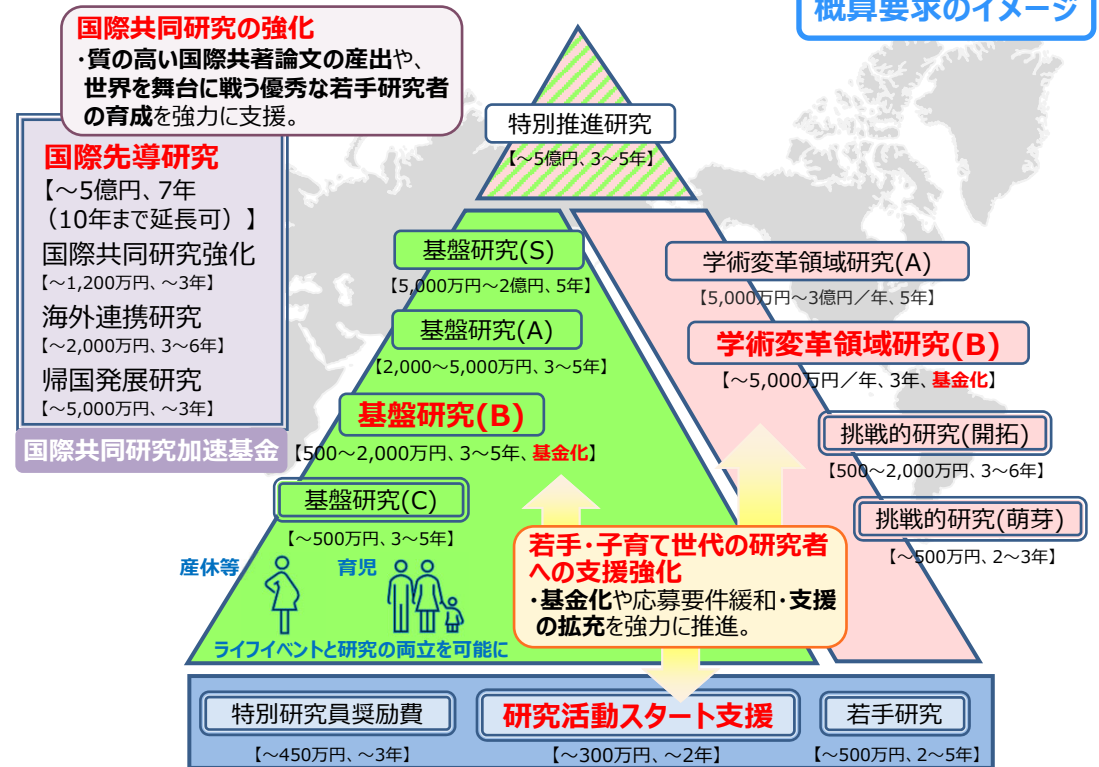 概算要求のイメージ
国際共同研究の強化
・質の高い国際共著論文の産出や、
世界を舞台に戦う優秀な若手研究者
の育成を強力に支援。
国際先導研究
【～5億円、7年
（10年まで延長可）】
国際共同研究強化
【～1,200万円、～3年】
海外連携研究
【～2,000万円、3～6年】
帰国発展研究
【～5,000万円、～3年】
国際共同研究加速基金
特別推進研究
【～5億円、3～5年】
基盤研究(S)
【5,000万円～2億円、5年】
基盤研究(A)
【2,000～5,000万円、3～5年】
基盤研究(B)
【500～2,000万円、3～5年、基金化】
基盤研究(C)
【～500万円、3～5年】
産休等
育児
ライフイベントと研究の両立を可能に
学術変革領域研究(A)
【5,000万円～3億円／年、5年】
学術変革領域研究(B)
【～5,000万円／年、3年、基金化】
挑戦的研究(開拓)
【500～2,000万円、3～6年】
挑戦的研究(萌芽)
【～500万円、2～3年】
若手・子育て世代の研究者
への支援強化
・基金化や応募要件緩和・支援
の拡充を強力に推進。
特別研究員奨励費
【～450万円、～3年】
研究活動スタート支援
【～300万円、～2年】
若手研究
【～500万円、2～5年】